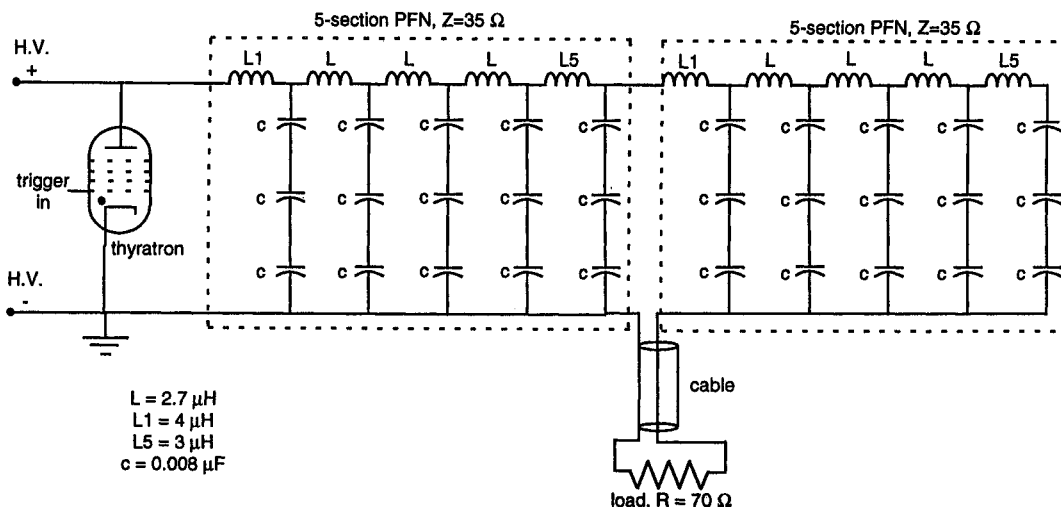 5-section PFN, Z=35 Ω
5-section PFN, Z=35 Ω
H.V.
+
L1 L L L L5 L1 L L L L5
c c c c c c c c c c
trigger
in
c c c c c c c c c c
thyratron
H.V.
-
c c c c c c c c c c
cable
L = 2.7 µH
L1 = 4 µH
L5 = 3 µH
c = 0.008 µF
load, R = 70 Ω